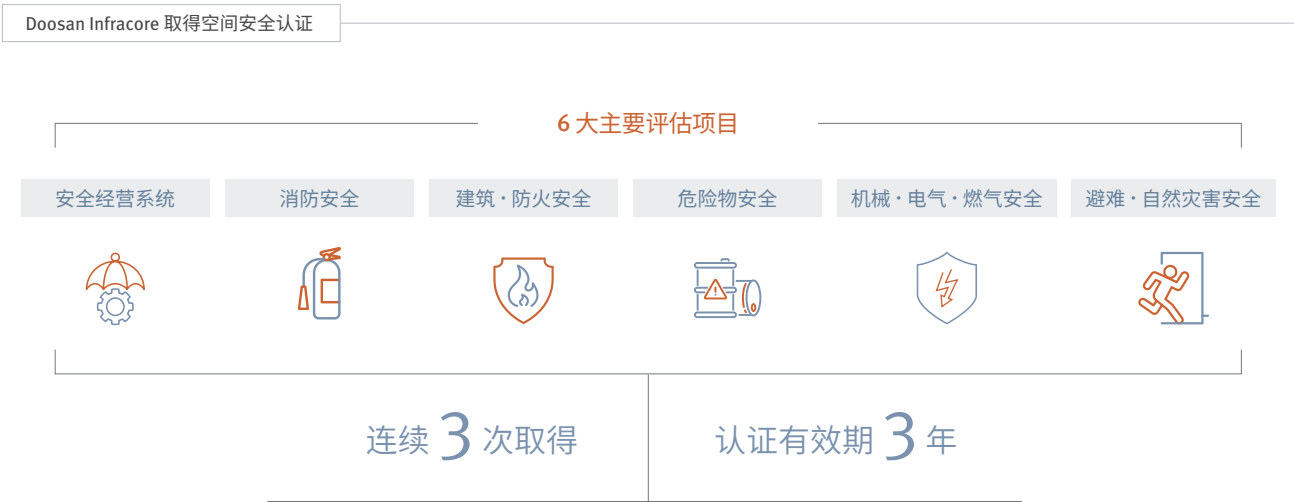 Doosan Infracore 取得空间安全认证
6 大主要评估项目
安全经营系统
消防安全
建筑·防火安全
危险物安全
机械·电气·燃气安全
避难·自然灾害安全
连续 3 次取得
认证有效期 3 年